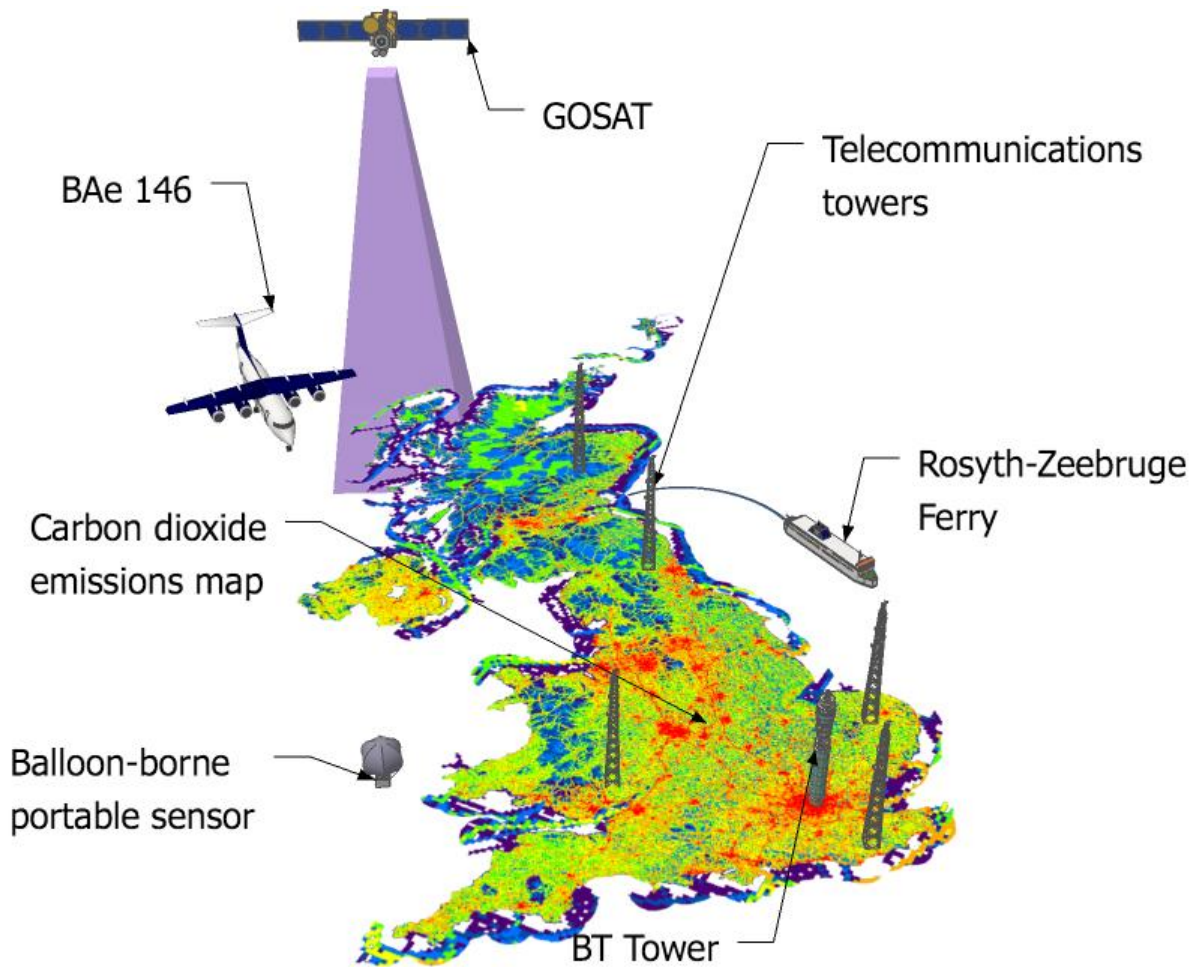 GOSAT
Telecommunications
towers
BAe 146
Rosyth-Zeebruge
Ferry
Carbon dioxide
emissions map
Balloon-borne
portable sensor
BT Tower